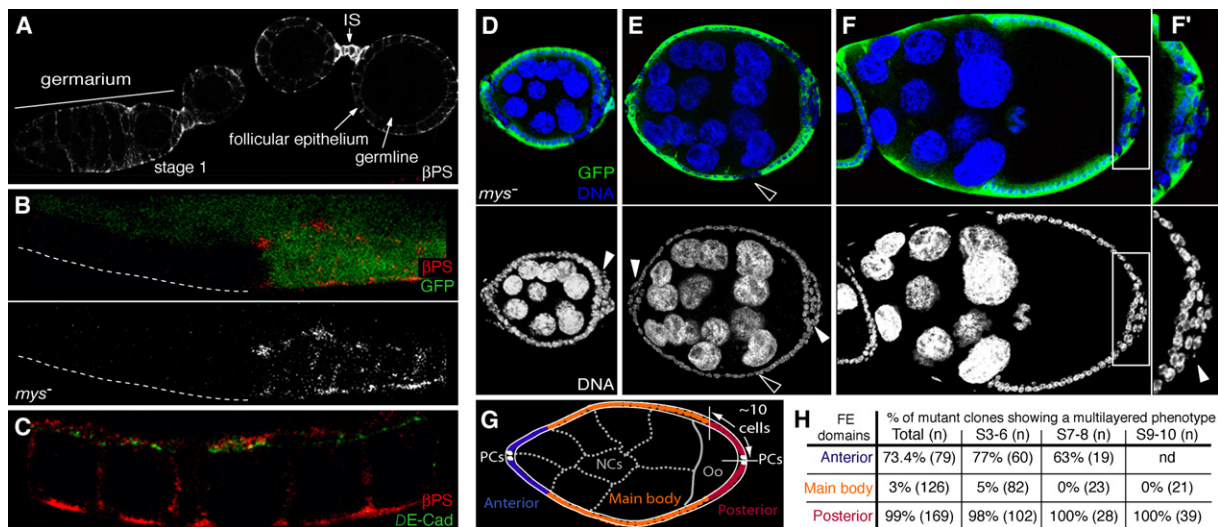 A
IS
germarium
follicular epithelium
germline
stage 1
βPS
B
βPS
GFP
mys-
C
βPS
DE-Cad
D
E
F
F'
GFP
mys- DNA
DNA
G
~10
cells
PCs
NCs
Oo
PCs
Anterior
Main body
Posterior
H
FE domains
% of mutant clones showing a multilayered phenotype
Total (n) S3-6 (n) S7-8 (n) S9-10 (n)
Anterior 73.4% (79) 77% (60) 63% (19) nd
Main body 3% (126) 5% (82) 0% (23) 0% (21)
Posterior 99% (169) 98% (102) 100% (28) 100% (39)